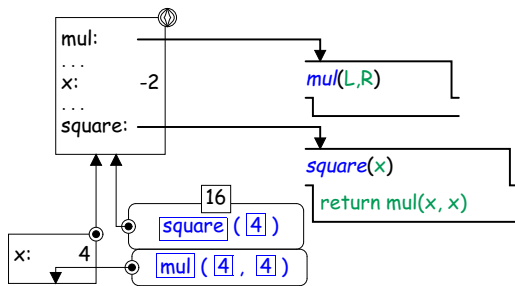 mul:
...
x: -2
...
square:
mul(L,R)
square(x)
return mul(x, x)
16
square ( 4 )
x: 4
mul ( 4 , 4 )